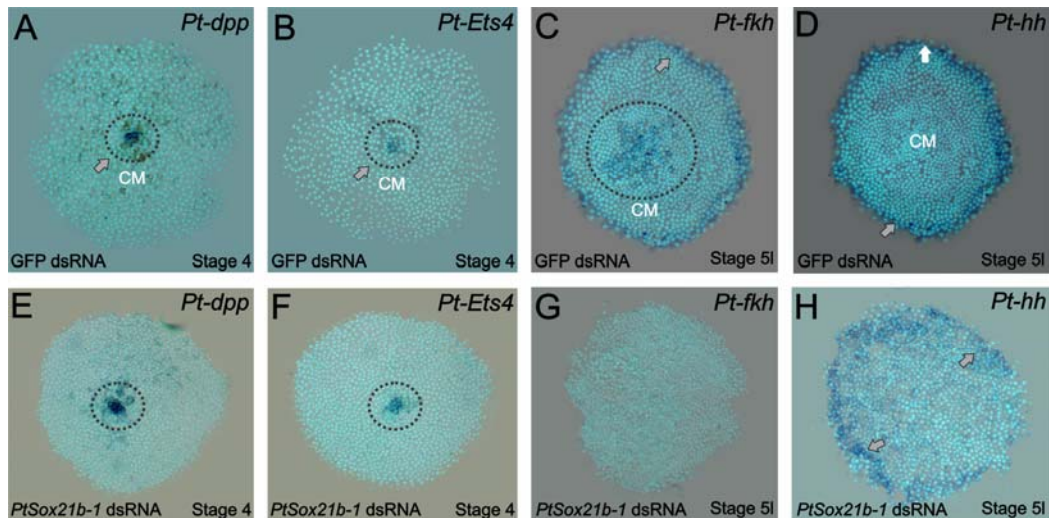 A Pt-dpp
CM
GFP dsRNA Stage 4
B Pt-Ets4
CM
GFP dsRNA Stage 4
C Pt-fkh
CM
GFP dsRNA Stage 5l
D Pt-hh
CM
GFP dsRNA Stage 5l
E Pt-dpp
PtSox21b-1 dsRNA Stage 4
F Pt-Ets4
PtSox21b-1 dsRNA Stage 4
G Pt-fkh
PtSox21b-1 dsRNA Stage 5l
H Pt-hh
PtSox21b-1 dsRNA Stage 5l